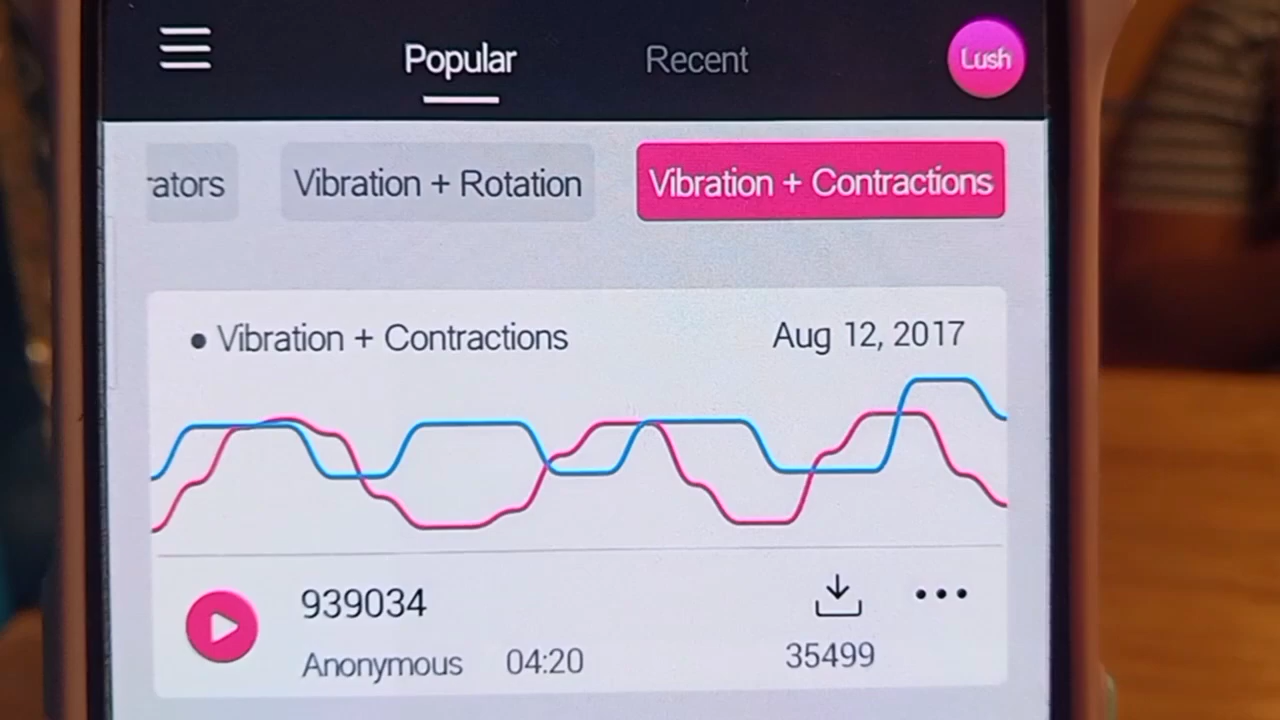 Popular Recent Lush
rators Vibration + Rotation Vibration + Contractions
• Vibration + Contractions Aug 12, 2017
939034
Anonymous 04:20 35499